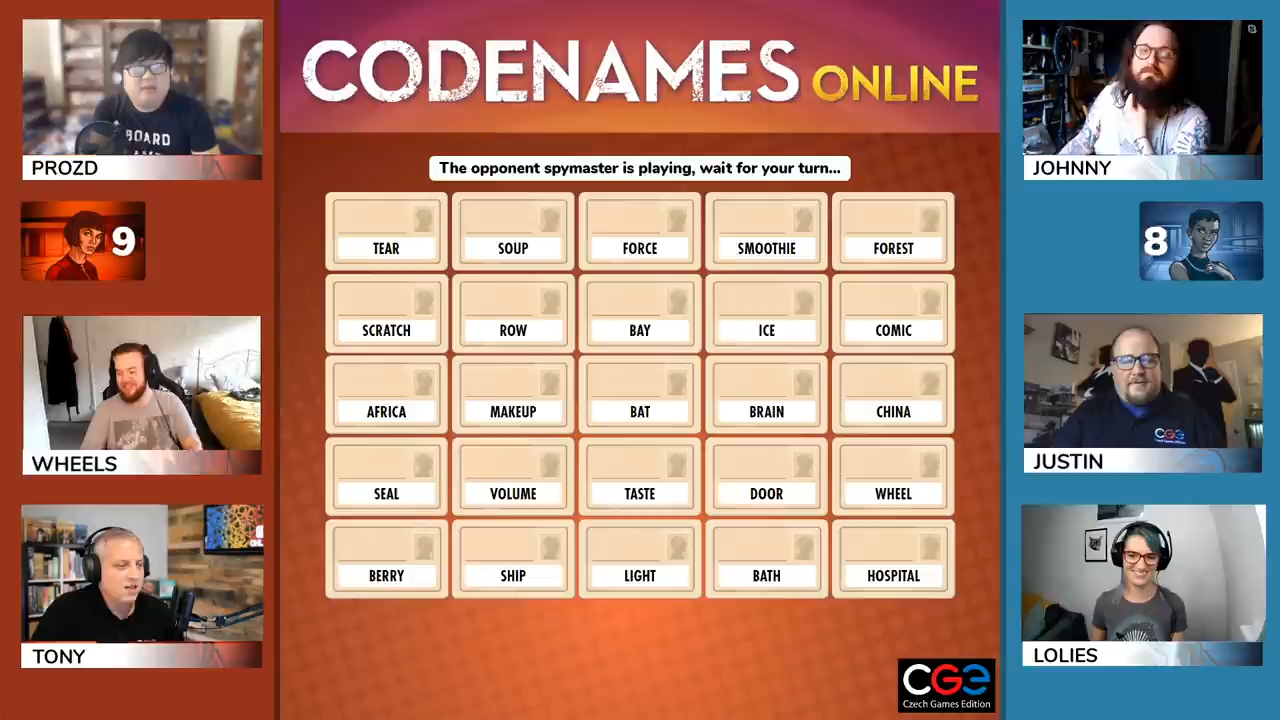 CODENAMES ONLINE
The opponent spymaster is playing, wait for your turn...
BOARD
PROZD
9
WHEELS
TONY
TEAR
SOUP
FORCE
SMOOTHIE
FOREST
SCRATCH
ROW
BAY
ICE
COMIC
AFRICA
MAKEUP
BAT
BRAIN
CHINA
SEAL
VOLUME
TASTE
DOOR
WHEEL
BERRY
SHIP
LIGHT
BATH
HOSPITAL
JOHNNY
8
CGE
JUSTIN
LOLIES
CGE
Czech Games Edition